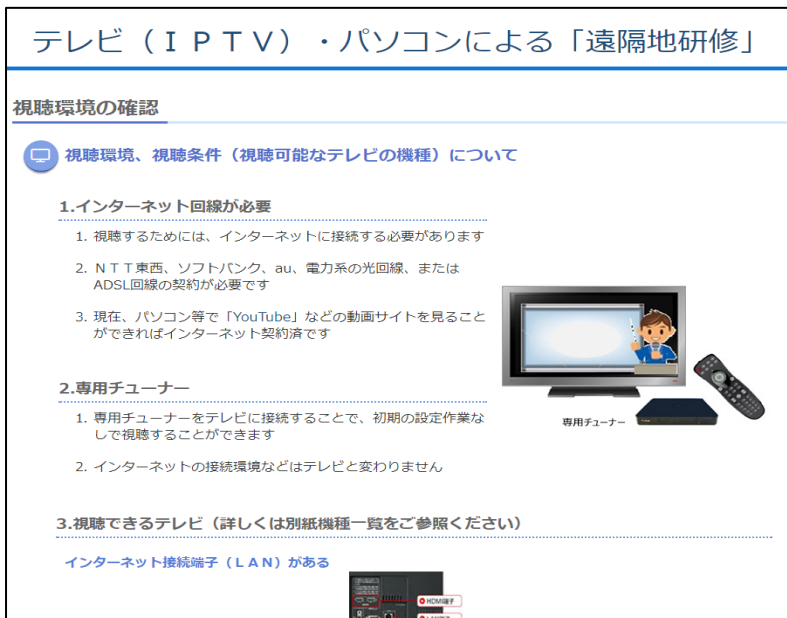 テレビ（ＩＰＴＶ）・パソコンによる「遠隔地研修」
視聴環境の確認
視聴環境、視聴条件（視聴可能なテレビの機種）について
1.インターネット回線が必要
1. 視聴するためには、インターネットに接続する必要があります
2. ＮＴＴ東西、ソフトバンク、au、電力系の光回線、または
ADSL回線の契約が必要です
3. 現在、パソコン等で「YouTube」などの動画サイトを見ること
ができればインターネット契約済です
2.専用チューナー
1. 専用チューナーをテレビに接続することで、初期の設定作業な
しで視聴することができます
専用チューナー
2. インターネットの接続環境などはテレビと変わりません
3.視聴できるテレビ（詳しくは別紙機種一覧をご参照ください）
インターネット接続端子（ＬＡＮ）がある
HDMI端子